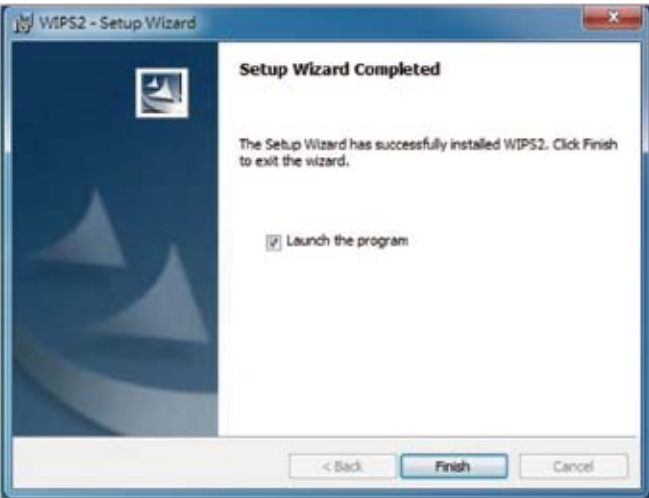 WIPS2 - Setup Wizard
Setup Wizard Completed
The Setup Wizard has successfully installed WIPS2. Click Finish
to exit the wizard.
Launch the program
< Back
Finish
Cancel